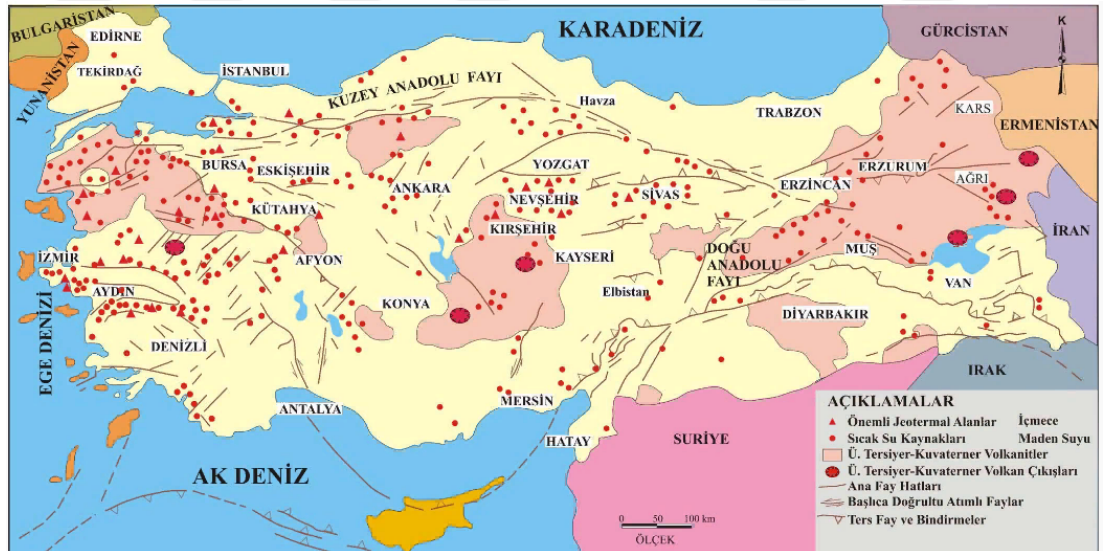 BULGARİSTAN
EDİRNE
KARADENİZ
GÜRCİSTAN
K
YUNANİSTAN
TEKİRDAĞ
İSTANBUL
KUZEY ANADOLU FAYI
Havza
TRABZON
KARS
ERMENİSTAN
BURSA
ESKİŞEHİR
ANKARA
YOZGAT
ERZURUM
AĞRI
KÜTAHYA
NEVŞEHİR
SİVAS
ERZİNCAN
İRAN
KIRŞEHİR
İZMİR
AFYON
KAYSERİ
DOĞU
ANADOLU
FAYI
MUŞ
VAN
AYDIN
KONYA
Elbistan
DİYARBAKIR
EGE DENİZİ
DENİZLİ
IRAK
ANTALYA
MERSİN
HATAY
SURİYE
AK DENİZ
AÇIKLAMALAR
Önemli Jeotermal Alanlar İçmece
Sıcak Su Kaynakları Maden Suyu
Ü. Tersiyer-Kuvaterner Volkanitler
Ü. Tersiyer-Kuvaterner Volkan Çıkışları
Ana Fay Hatları
Başlıca Doğrultu Atımlı Faylar
Ters Fay ve Bindirmeler
0 50 100 km
ÖLÇEK